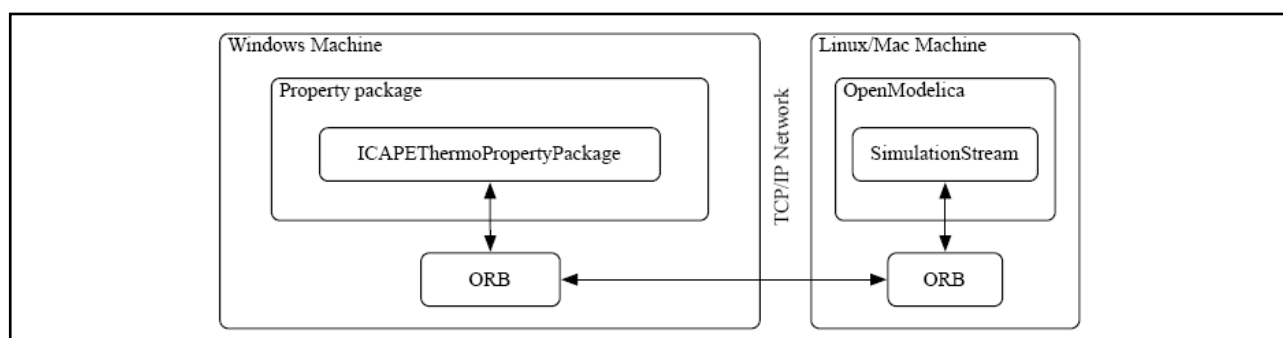 Windows Machine
Property package
ICAPEThermoPropertyPackage
ORB
TCP/IP Network
Linux/Mac Machine
OpenModelica
SimulationStream
ORB